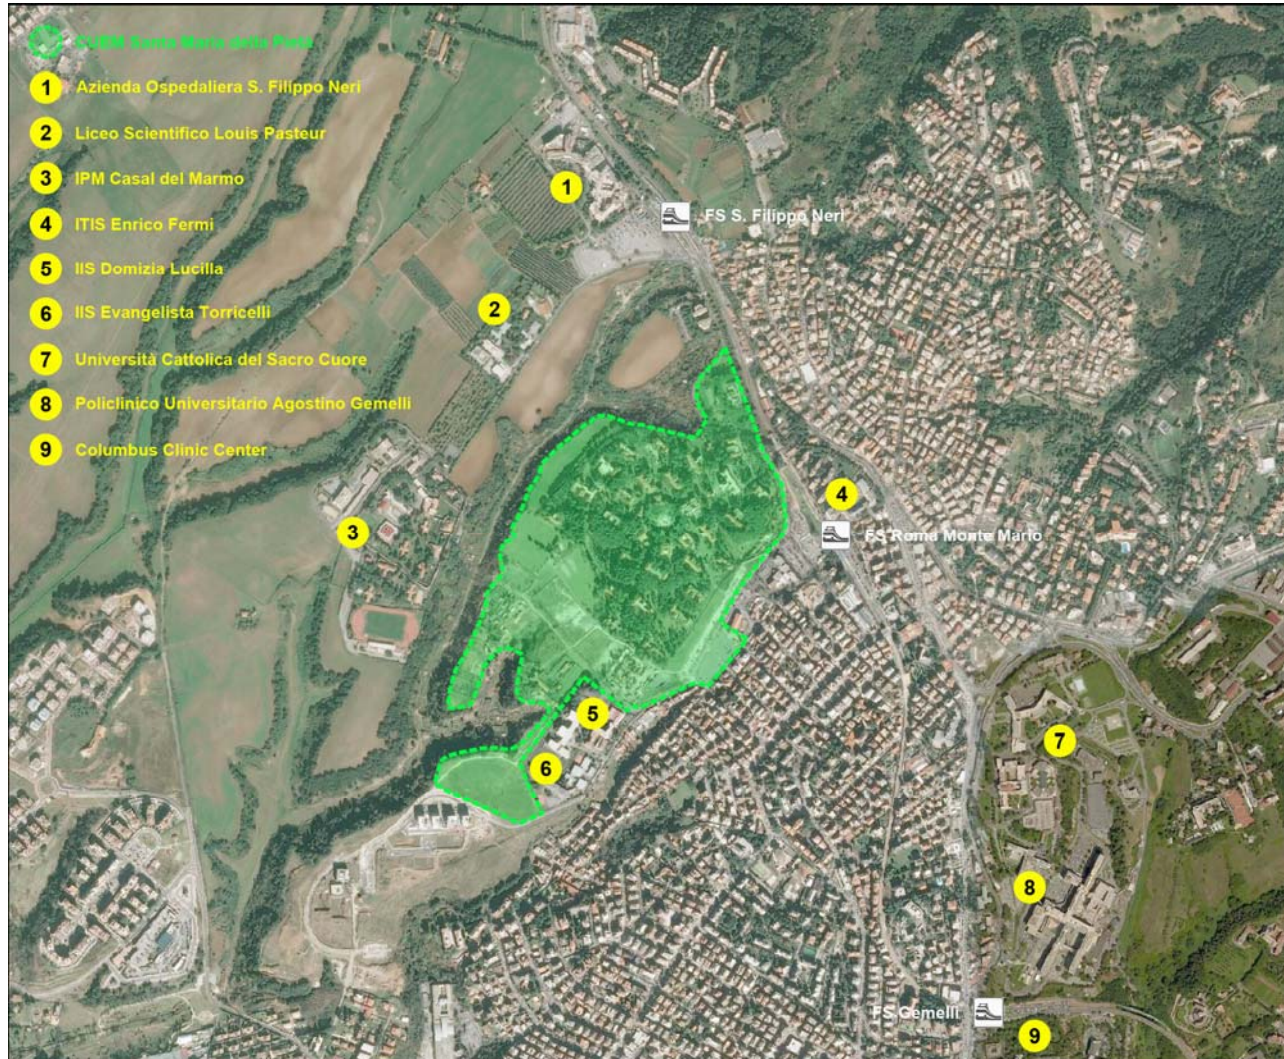 CUEM Santa Maria della Pietà
1 Azienda Ospedaliera S. Filippo Neri
2 Liceo Scientifico Louis Pasteur
3 IPM Casal del Marmo
4 ITIS Enrico Fermi
5 IIS Domizia Lucilla
6 IIS Evangelista Torricelli
7 Università Cattolica del Sacro Cuore
8 Policlinico Universitario Agostino Gemelli
9 Columbus Clinic Center
1
FS S. Filippo Neri
2
4
3
FS Roma Monte Mario
5
7
6
8
FS Gemelli
9